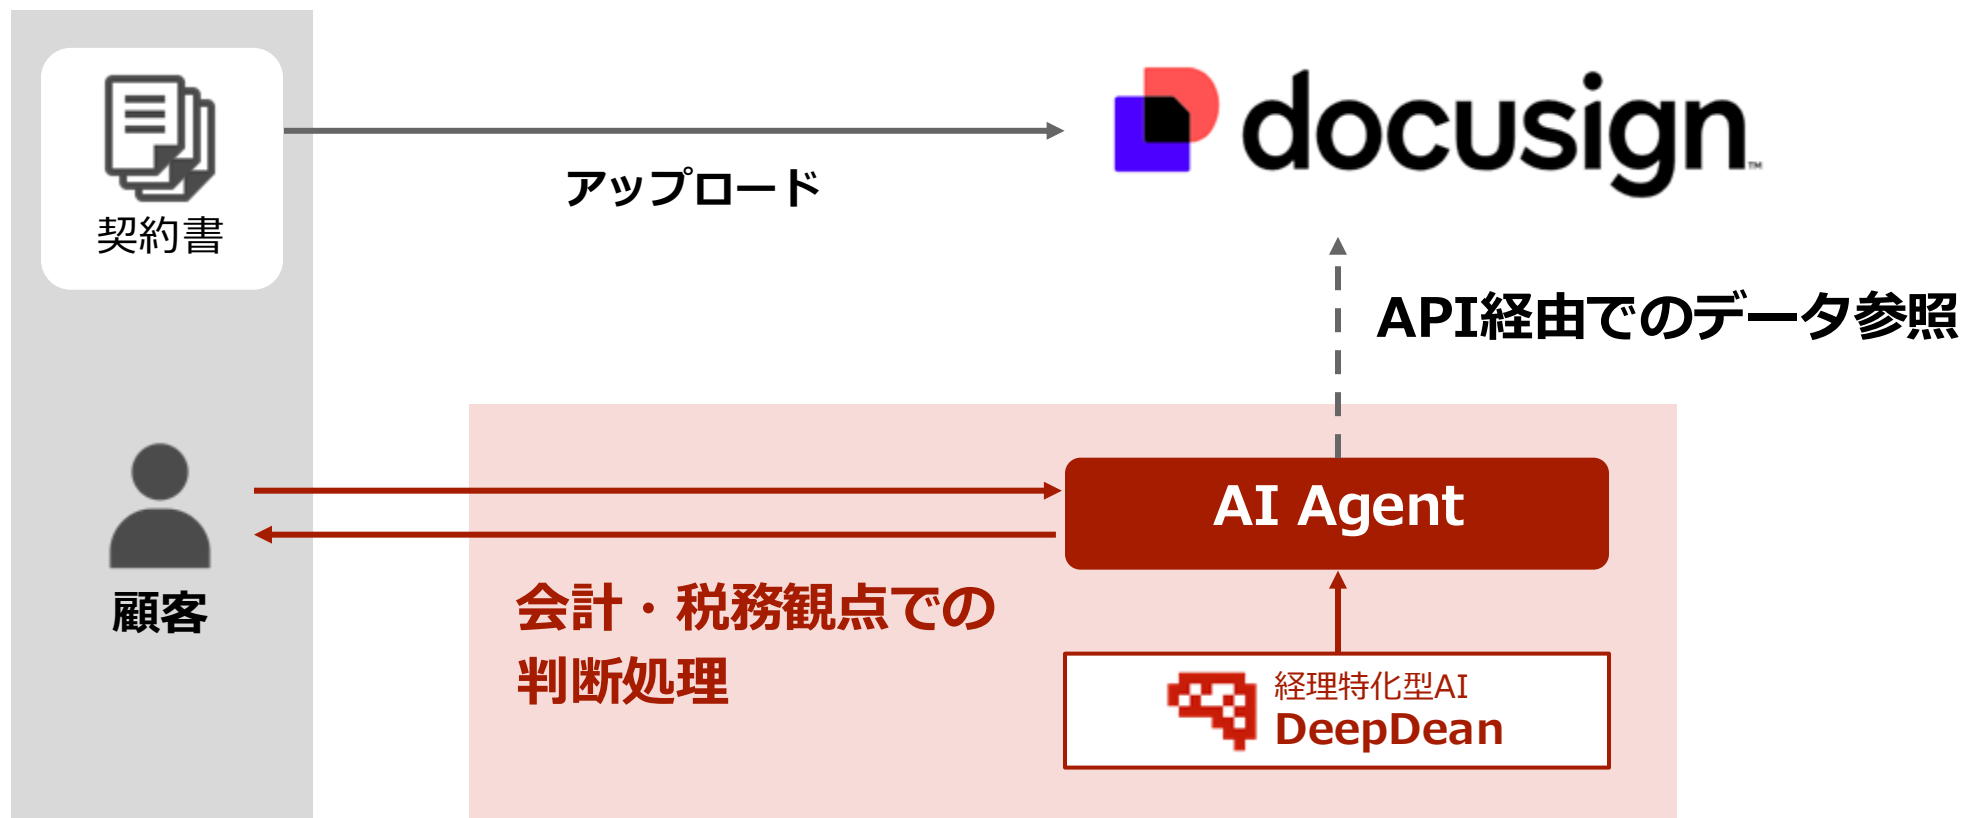 契約書
アップロード
docusign™
API経由でのデータ参照
顧客
AI Agent
会計・税務観点での
判断処理
経理特化型AI
DeepDean